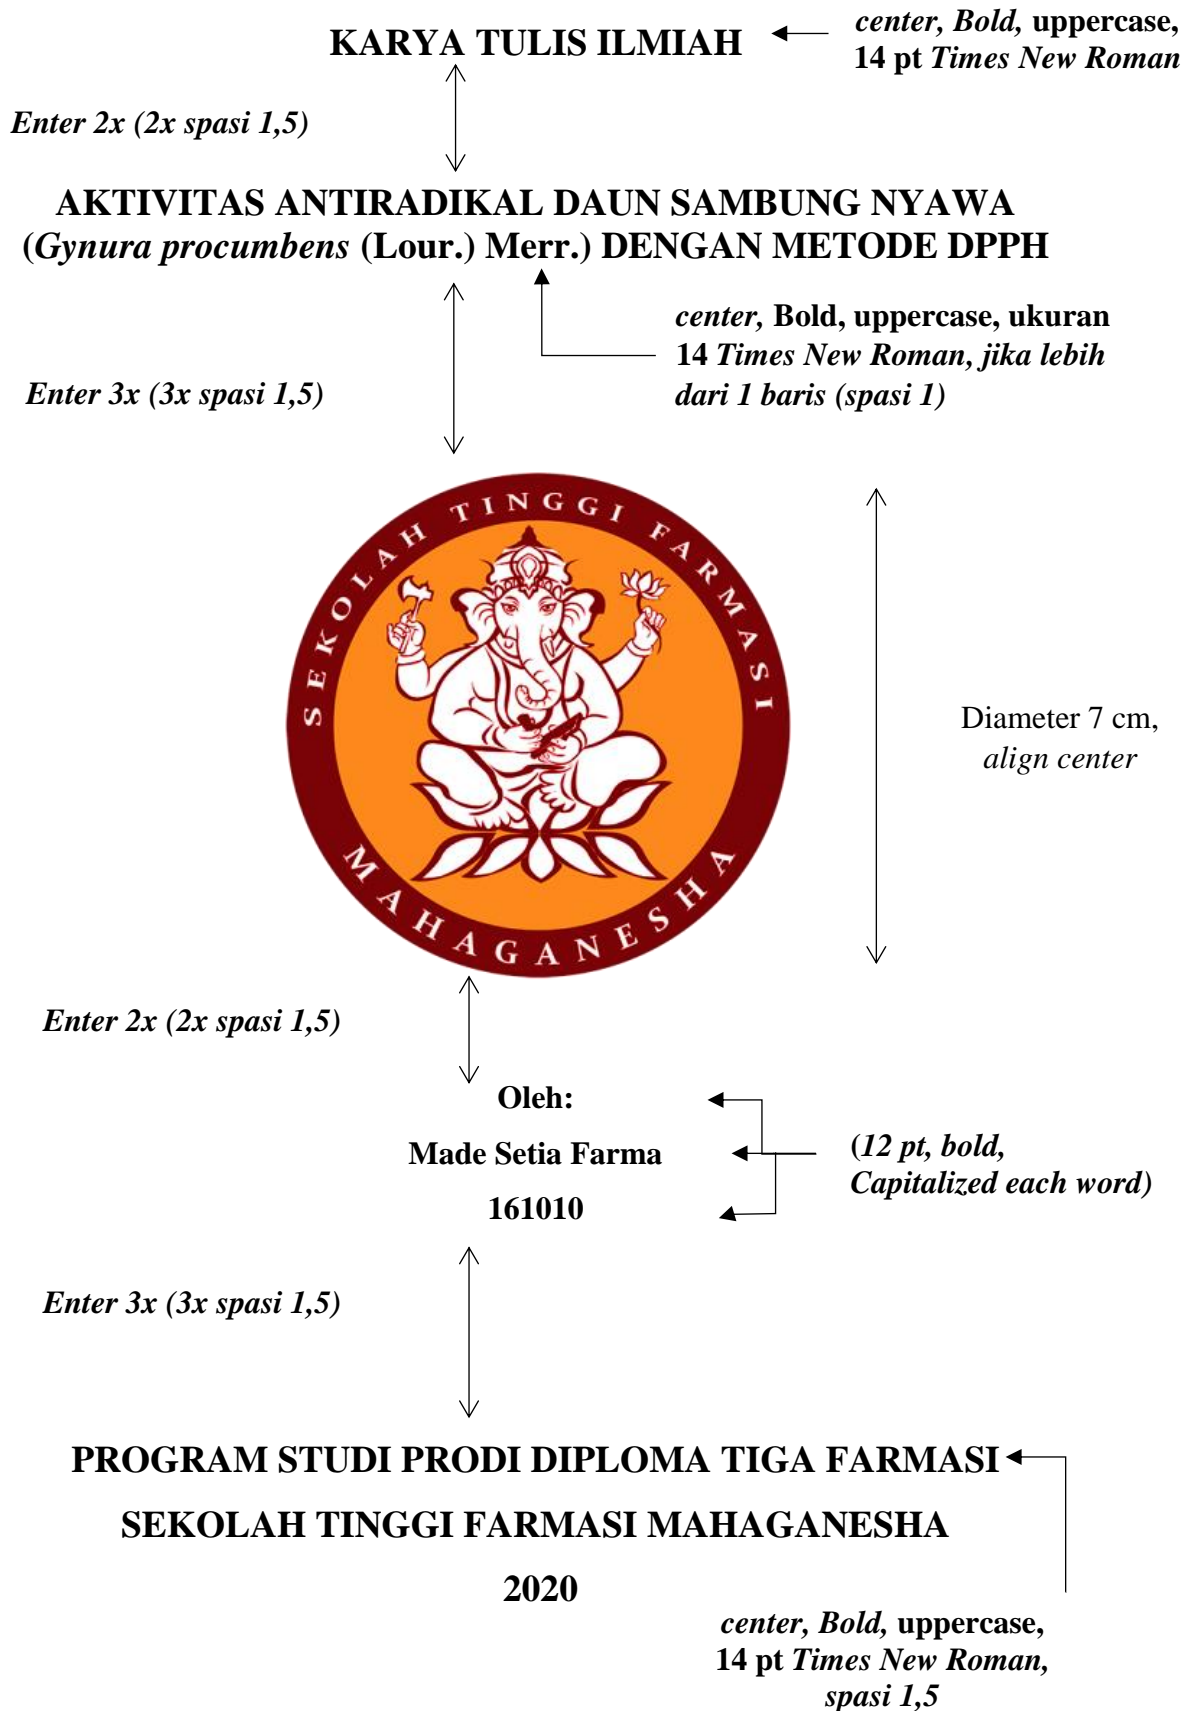 KARYA TULIS ILMIAH
center, Bold, uppercase,
14 pt Times New Roman
Enter 2x (2x spasi 1,5)
AKTIVITAS ANTIRADIKAL DAUN SAMBUNG NYAWA
(Gynura procumbens (Lour.) Merr.) DENGAN METODE DPPH
center, Bold, uppercase, ukuran
14 Times New Roman, jika lebih
dari 1 baris (spasi 1)
Enter 3x (3x spasi 1,5)
SEKOLAH TINGGI FARMASI
MAHAGANESHA
Diameter 7 cm,
align center
Enter 2x (2x spasi 1,5)
Oleh:
Made Setia Farma
161010
(12 pt, bold,
Capitalized each word)
Enter 3x (3x spasi 1,5)
PROGRAM STUDI PRODI DIPLOMA TIGA FARMASI
SEKOLAH TINGGI FARMASI MAHAGANESHA
2020
center, Bold, uppercase,
14 pt Times New Roman,
spasi 1,5